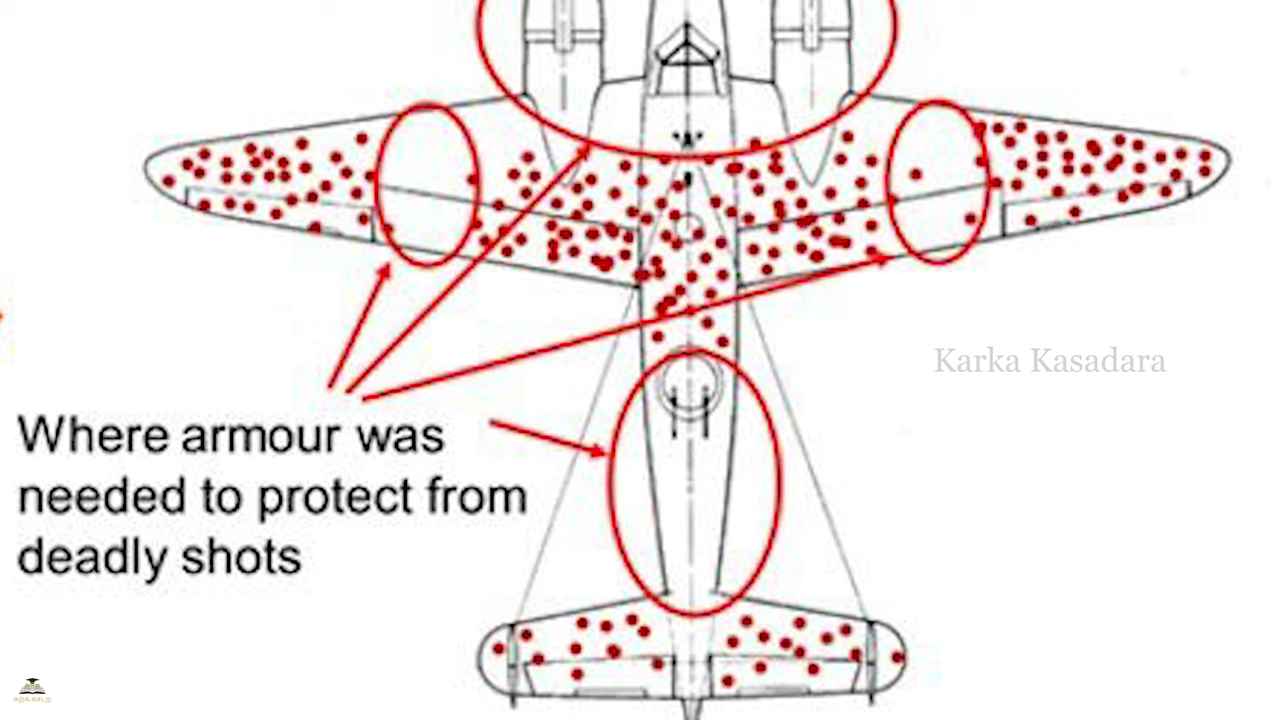 Karka Kasadara
Where armour was
needed to protect from
deadly shots